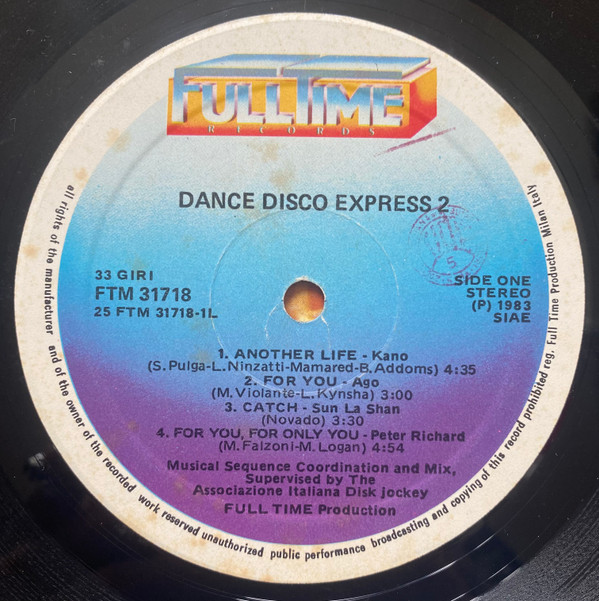 FULLTIME
RECORDS
DANCE DISCO EXPRESS 2
33 GIRI
FTM 31718
25 FTM 31718-1L
SIDE ONE
STEREO
(P) 1983
SIAE
1. ANOTHER LIFE - Kano
(S. Pulga-L. Ninzatti-Mamared-B. Addoms) 4:35
2. FOR YOU - Ago
(M. Violante-L. Kynsha) 3:00
3. CATCH - Sun La Shan
(Novado) 3:30
4. FOR YOU, FOR ONLY YOU - Peter Richard
(M. Falzoni-M. Logan) 4:54
Musical Sequence Coordination and Mix,
Supervised by The
Associazione Italiana Disk Jockey
FULL TIME Production
all rights of the manufacturer and of the owner of the recorded work reserved unauthorized public performance broadcasting and copying of this record prohibited reg. Full Time Production Milan Italy